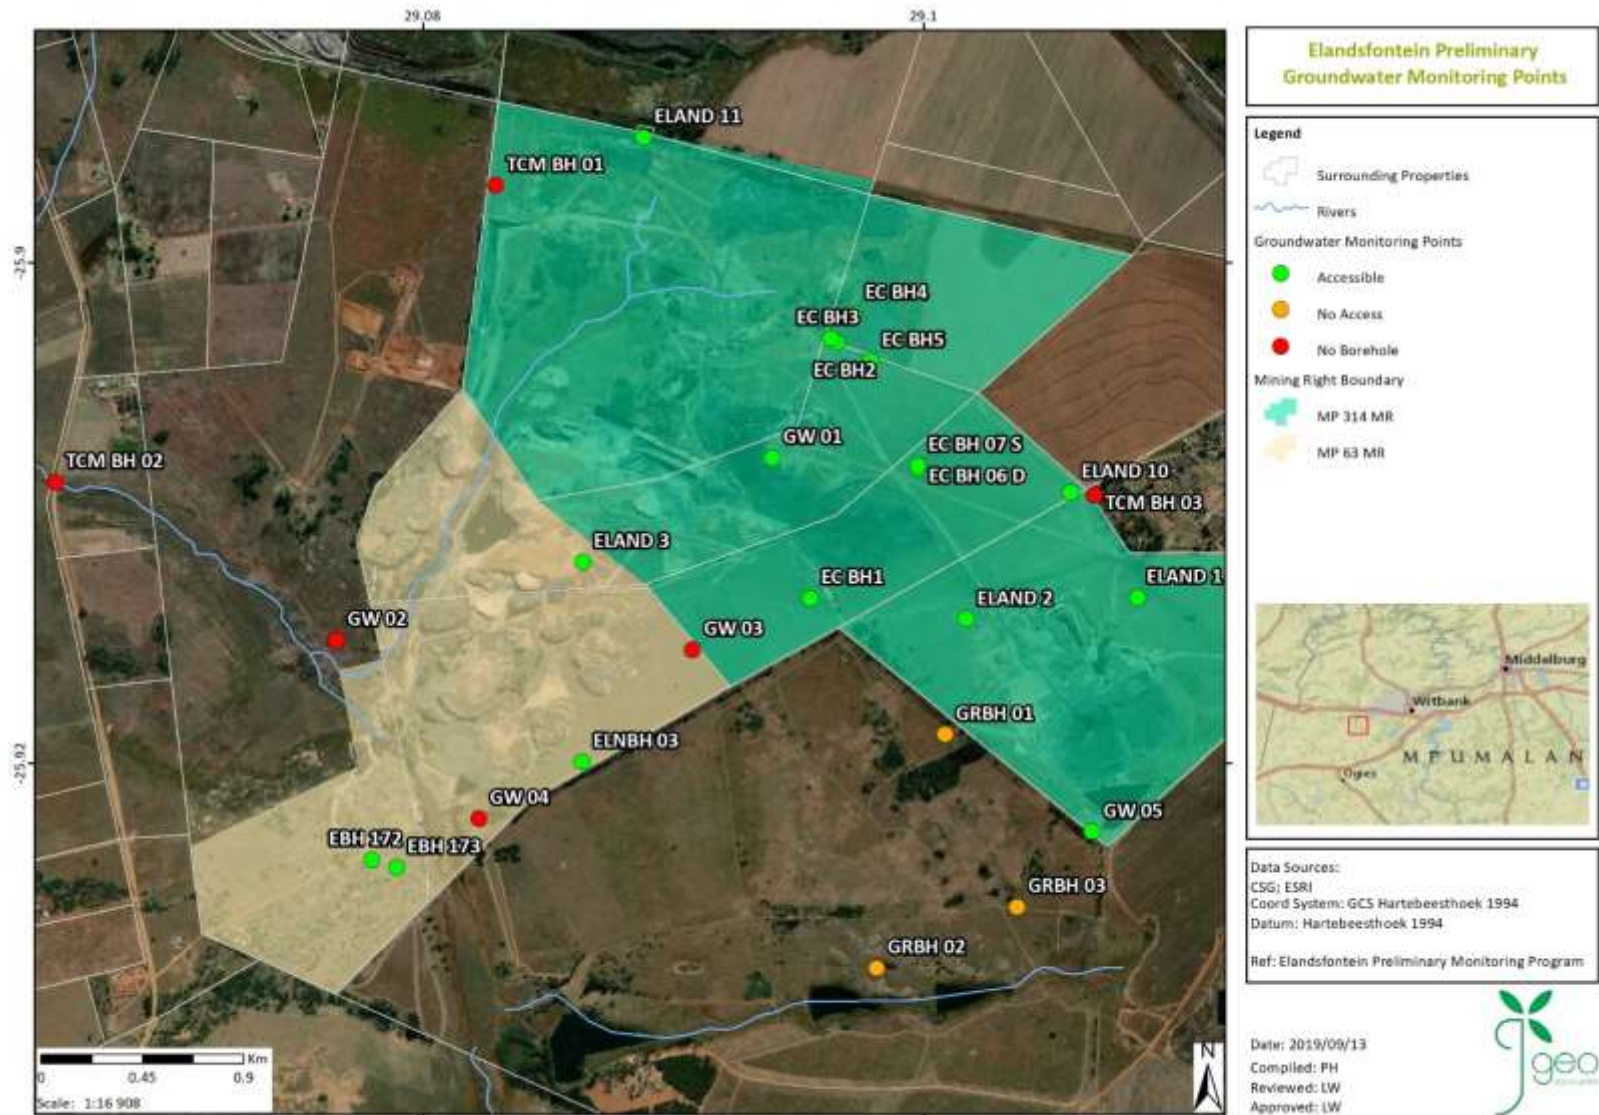 29.08
29.1
-25.9
-25.92
ELAND 11
TCM BH 01
EC BH4
EC BH3
EC BH5
EC BH2
GW 01
EC BH 07 S
EC BH 06 D
ELAND 10
TCM BH 03
TCM BH 02
ELAND 3
EC BH1
ELAND 1
ELAND 2
GW 02
GW 03
GRBH 01
ELNBH 03
GW 04
GW 05
EBH 172
EBH 173
GRBH 03
GRBH 02
Km
0 0.45 0.9
Scale: 1:16 908
N
Elandsfontein Preliminary
Groundwater Monitoring Points
Legend
Surrounding Properties
Rivers
Groundwater Monitoring Points
Accessible
No Access
No Borehole
Mining Right Boundary
MP 314 MR
MP 63 MR
Middelburg
Witbank
MPUMALAN
Ogies
Data Sources:
CSG; ESRI
Coord System: GCS Hartebeesthoek 1994
Datum: Hartebeesthoek 1994
Ref: Elandsfontein Preliminary Monitoring Program
Date: 2019/09/13
Compiled: PH
Reviewed: LW
Approved: LW
geo